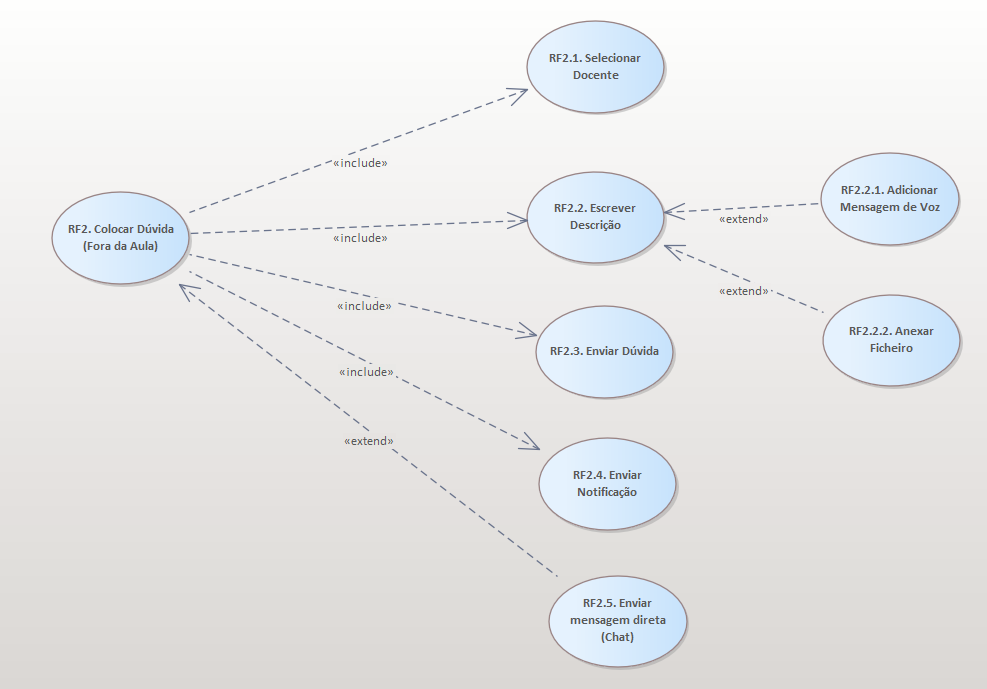 RF2.1. Selecionar
Docente
«include»
RF2. Colocar Dúvida
(Fora da Aula)
«include»
RF2.2. Escrever
Descrição
«extend»
RF2.2.1. Adicionar
Mensagem de Voz
«extend»
«include»
RF2.3. Enviar Dúvida
RF2.2.2. Anexar
Ficheiro
«include»
«extend»
RF2.4. Enviar
Notificação
RF2.5. Enviar
mensagem direta
(Chat)